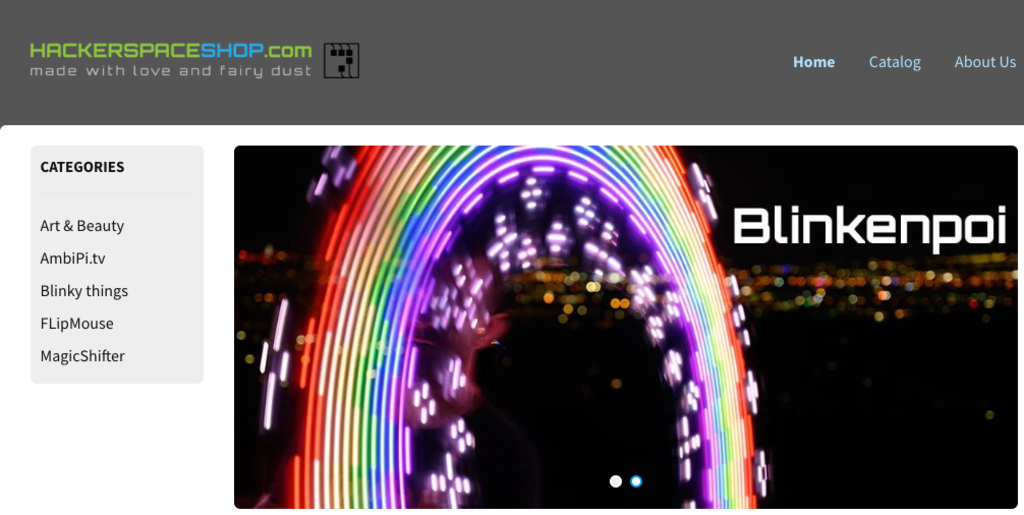 HACKERSPACESHOP.com
made with love and fairy dust
Home
Catalog
About Us
CATEGORIES
Art & Beauty
AmbiPi.tv
Blinky things
FLipMouse
MagicShifter
Blinkenpoi